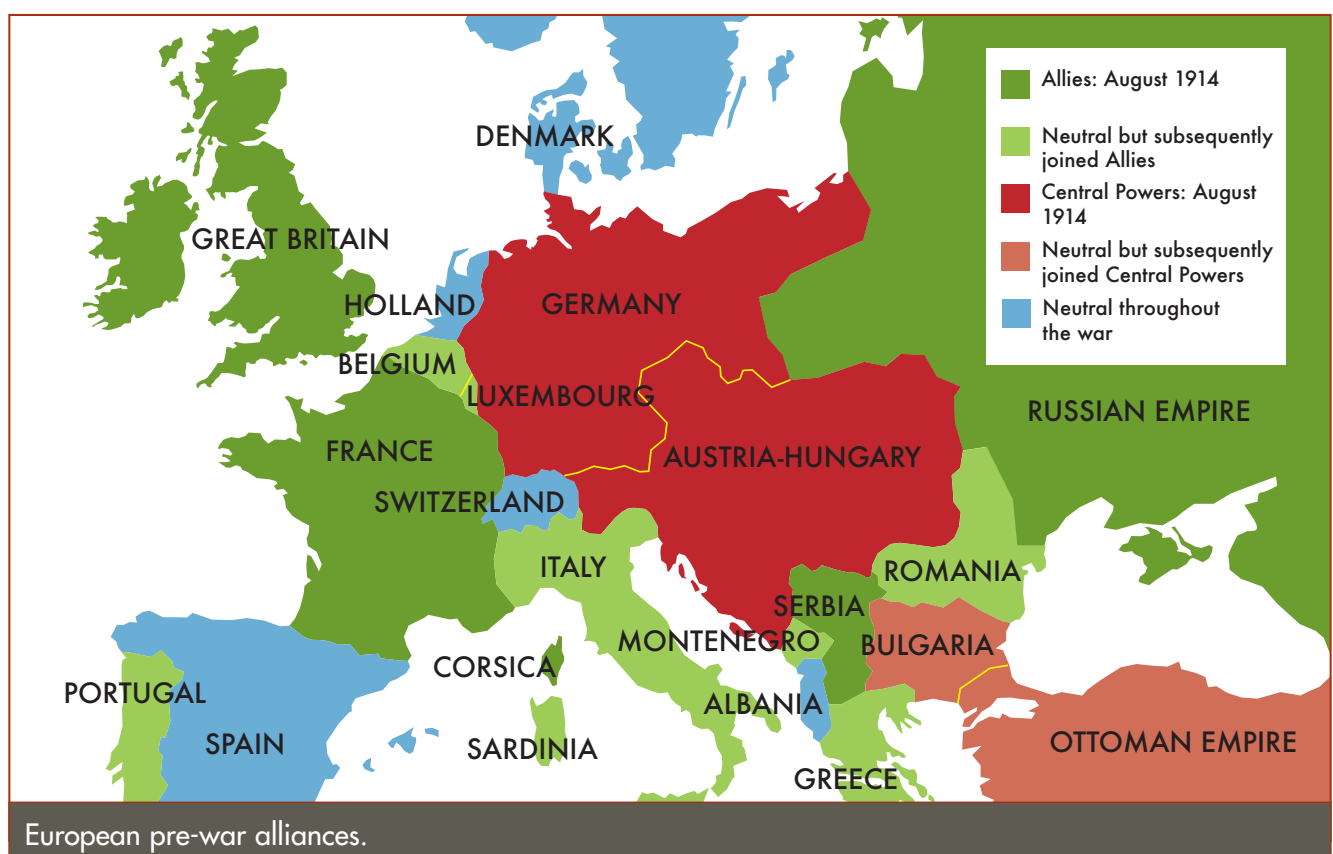 Allies: August 1914
Neutral but subsequently
joined Allies
Central Powers: August
1914
Neutral but subsequently
joined Central Powers
Neutral throughout
the war
DENMARK
GREAT BRITAIN
HOLLAND
GERMANY
BELGIUM
LUXEMBOURG
RUSSIAN EMPIRE
FRANCE
AUSTRIA-HUNGARY
SWITZERLAND
ITALY
ROMANIA
SERBIA
MONTENEGRO
BULGARIA
CORSICA
PORTUGAL
ALBANIA
SPAIN
SARDINIA
OTTOMAN EMPIRE
GREECE
European pre-war alliances.